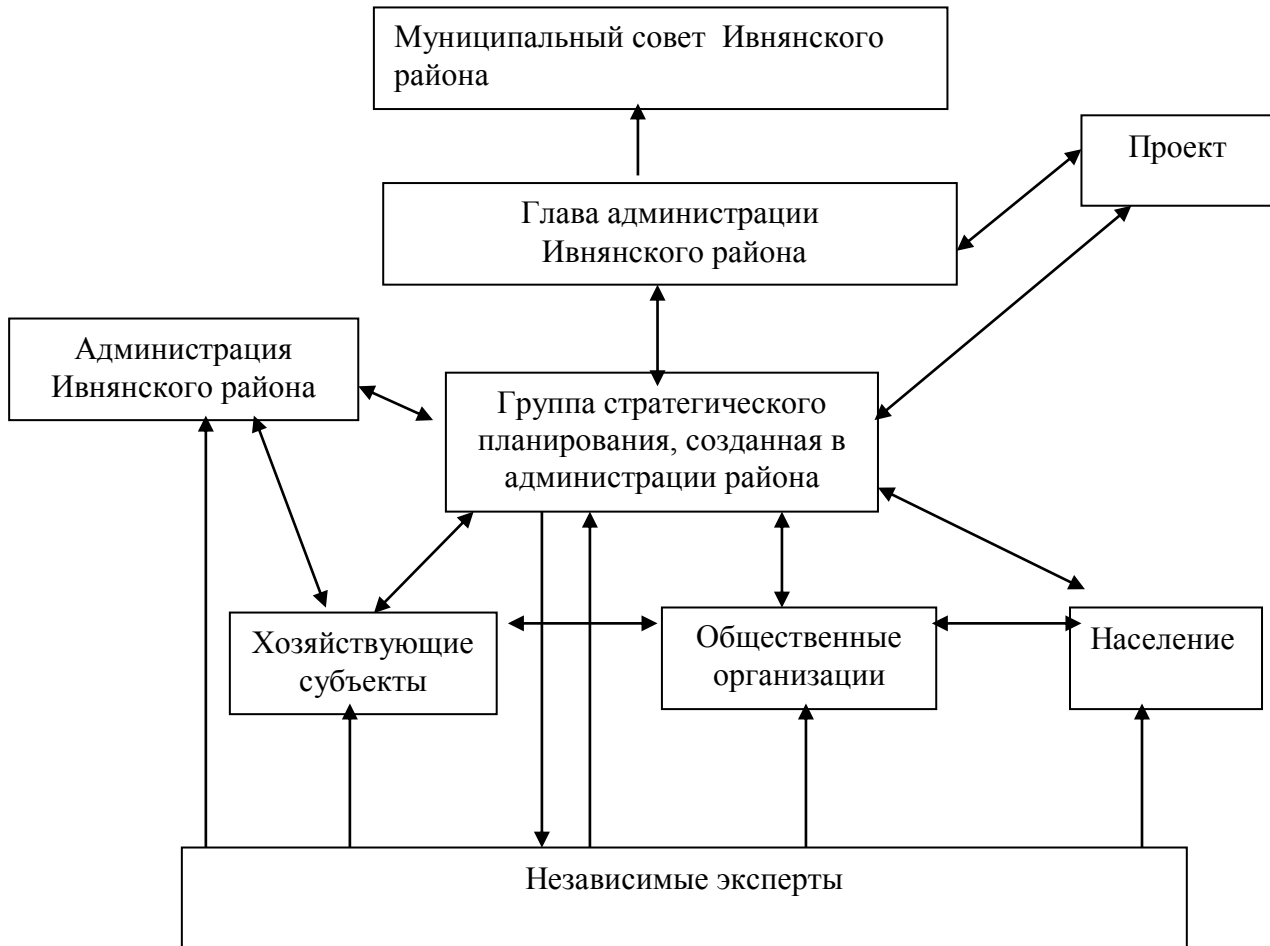 Муниципальный совет Ивнянского
района
Проект
Глава администрации
Ивнянского района
Администрация
Ивнянского района
Группа стратегического
планирования, созданная в
администрации района
Хозяйствующие
субъекты
Общественные
организации
Население
Независимые эксперты